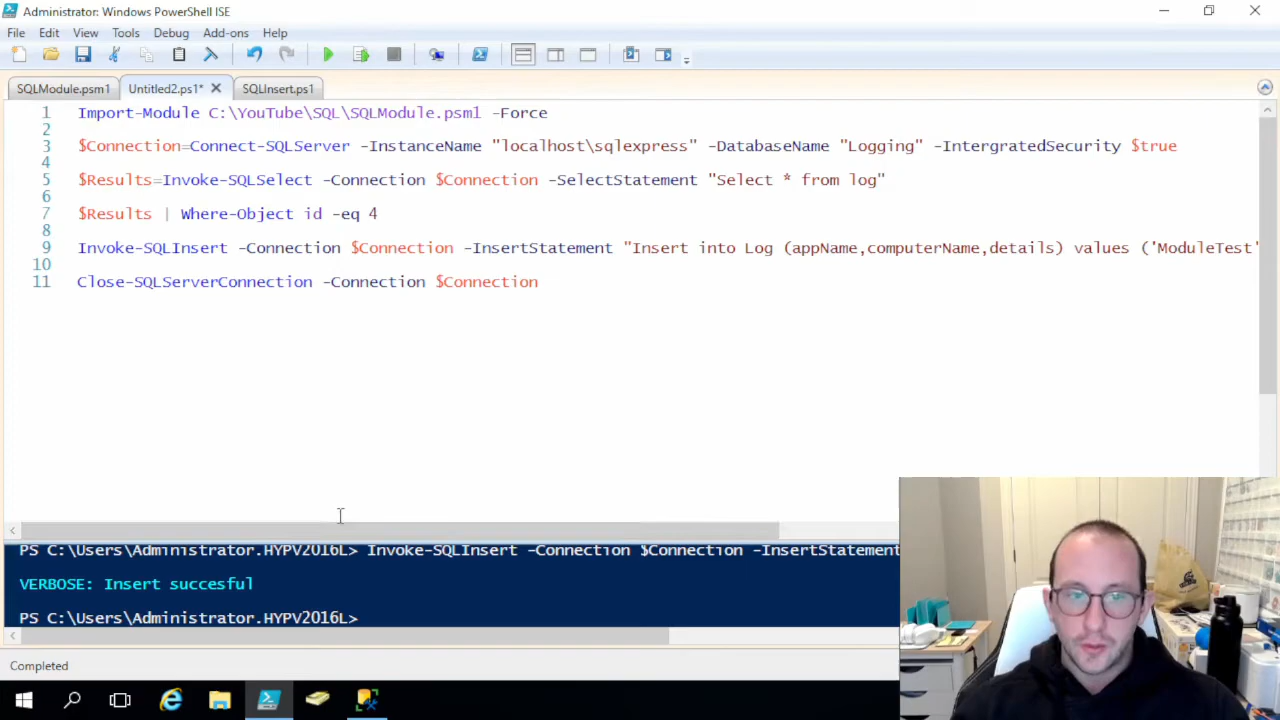 Administrator: Windows PowerShell ISE
File Edit View Tools Debug Add-ons Help
SQLModule.psm1 Untitled2.ps1* SQLInsert.ps1
1 Import-Module C:\YouTube\SQL\SQLModule.psm1 -Force
2
3 $Connection=Connect-SQLServer -InstanceName "localhost\sqlexpress" -DatabaseName "Logging" -IntergratedSecurity $true
4
5 $Results=Invoke-SQLSelect -Connection $Connection -SelectStatement "Select * from log"
6
7 $Results | Where-Object id -eq 4
8
9 Invoke-SQLInsert -Connection $Connection -InsertStatement "Insert into Log (appName,computerName,details) values ('ModuleTest'
10
11 Close-SQLServerConnection -Connection $Connection
PS C:\Users\Administrator.HYPV2016L> Invoke-SQLInsert -Connection $Connection -InsertStatement
VERBOSE: Insert succesful
PS C:\Users\Administrator.HYPV2016L>
Completed